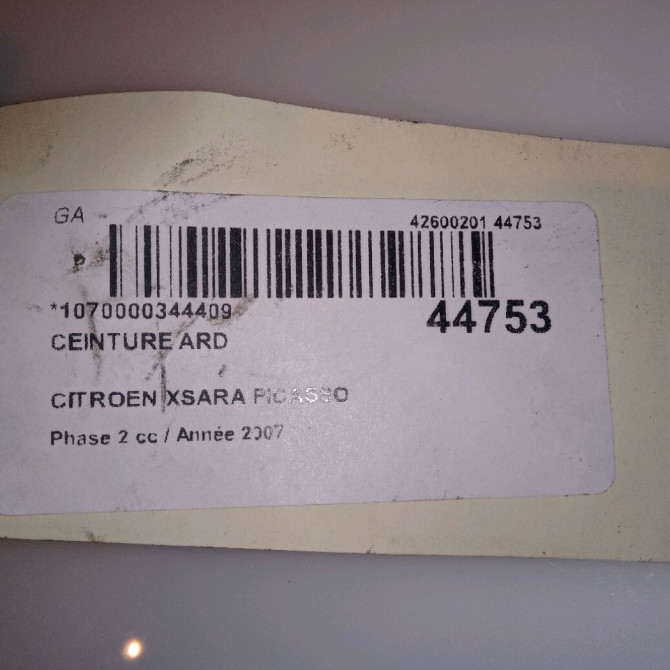 GA
42600201 44753
P
*1070000344409
44753
CEINTURE ARD
CITROEN XSARA PICASSO
Phase 2 cc / Année 2007